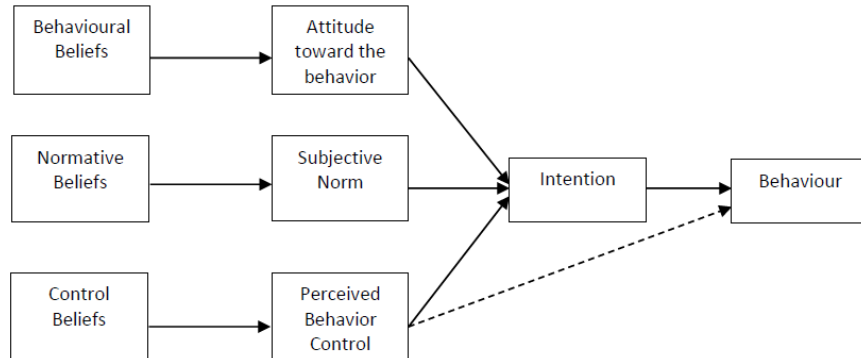 Behavioural
Beliefs
Attitude
toward the
behavior
Normative
Beliefs
Subjective
Norm
Intention
Behaviour
Control
Beliefs
Perceived
Behavior
Control